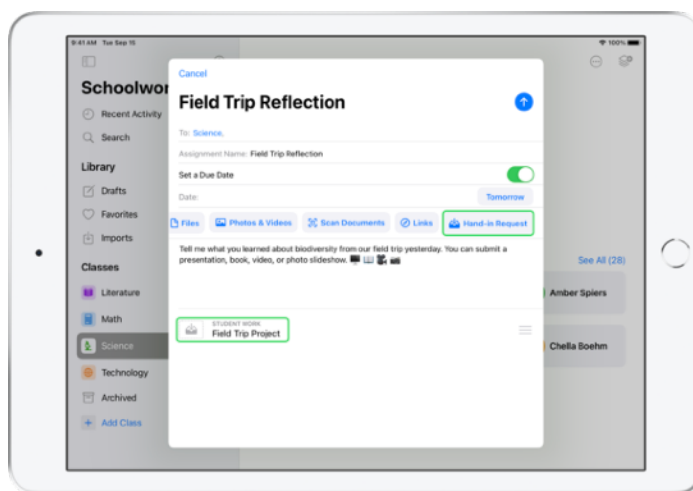 9:41 AM Tue Sep 15
100%
Schoolwor
Recent Activity
Search
Library
Drafts
Favorites
Imports
Classes
Literature
Math
Science
Technology
Archived
Add Class
Cancel
Field Trip Reflection
To: Science,
Assignment Name: Field Trip Reflection
Set a Due Date
Date: Tomorrow
Files Photos & Videos Scan Documents Links Hand-in Request
Tell me what you learned about biodiversity from our field trip yesterday. You can submit a
presentation, book, video, or photo slideshow. 🖥️ 📖 🎥 📸
STUDENT WORK
Field Trip Project
See All (28)
Amber Spiers
Chella Boehm